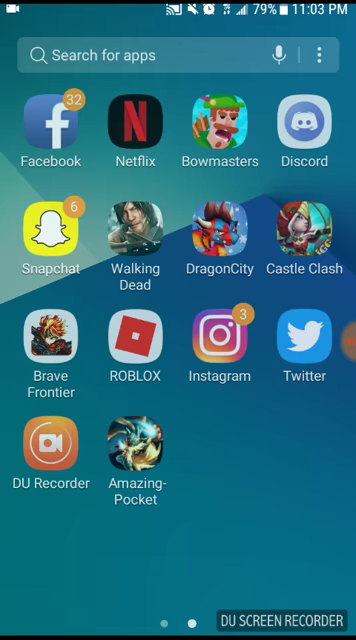 79% 11:03 PM
Search for apps
32
Facebook
Netflix
Bowmasters
Discord
6
Snapchat
Walking
Dead
DragonCity
Castle Clash
3
Brave
Frontier
ROBLOX
Instagram
Twitter
DU Recorder
Amazing-
Pocket
DU SCREEN RECORDER